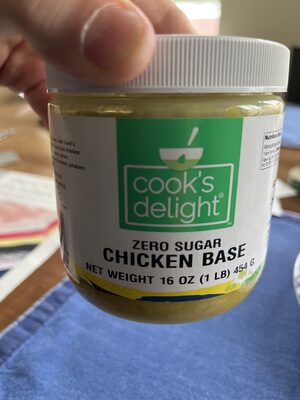 cook's
delight®
ZERO SUGAR
CHICKEN BASE
NET WEIGHT 16 OZ (1 LB) 454 G